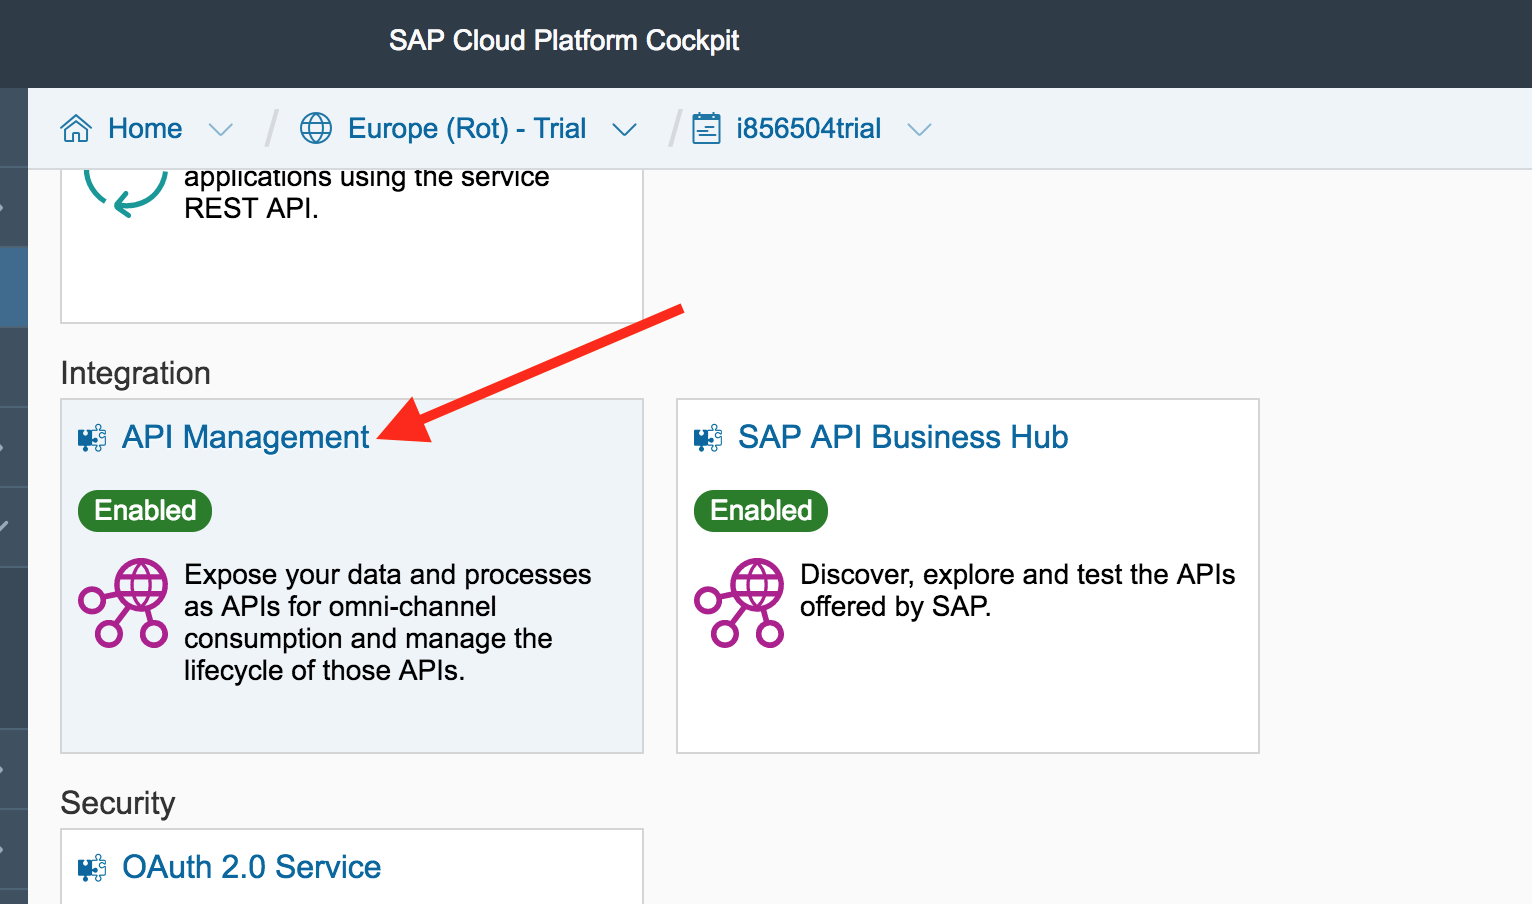 SAP Cloud Platform Cockpit
Home / Europe (Rot) - Trial / i856504trial
applications using the service
REST API.
Integration
API Management
Enabled
Expose your data and processes
as APIs for omni-channel
consumption and manage the
lifecycle of those APIs.
SAP API Business Hub
Enabled
Discover, explore and test the APIs
offered by SAP.
Security
OAuth 2.0 Service